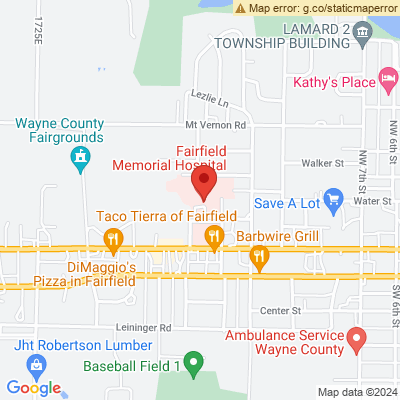 Map error: g.co/staticmaperror
1725E
LAMARD 2
TOWNSHIP BUILDING
Lezlie Ln
Kathy's Place
NW 6th St
Mt Vernon Rd
Wayne County
Fairgrounds
Fairfield
Memorial Hospital
Walker St
NW 7th St
Save A Lot
Water St
Taco Tierra of Fairfield
Barbwire Grill
DiMaggio's
Pizza in Fairfield
SW 6th St
Center St
Leininger Rd
Ambulance Service
Wayne County
Jht Robertson Lumber
Baseball Field 1
Google
Map data ©2024